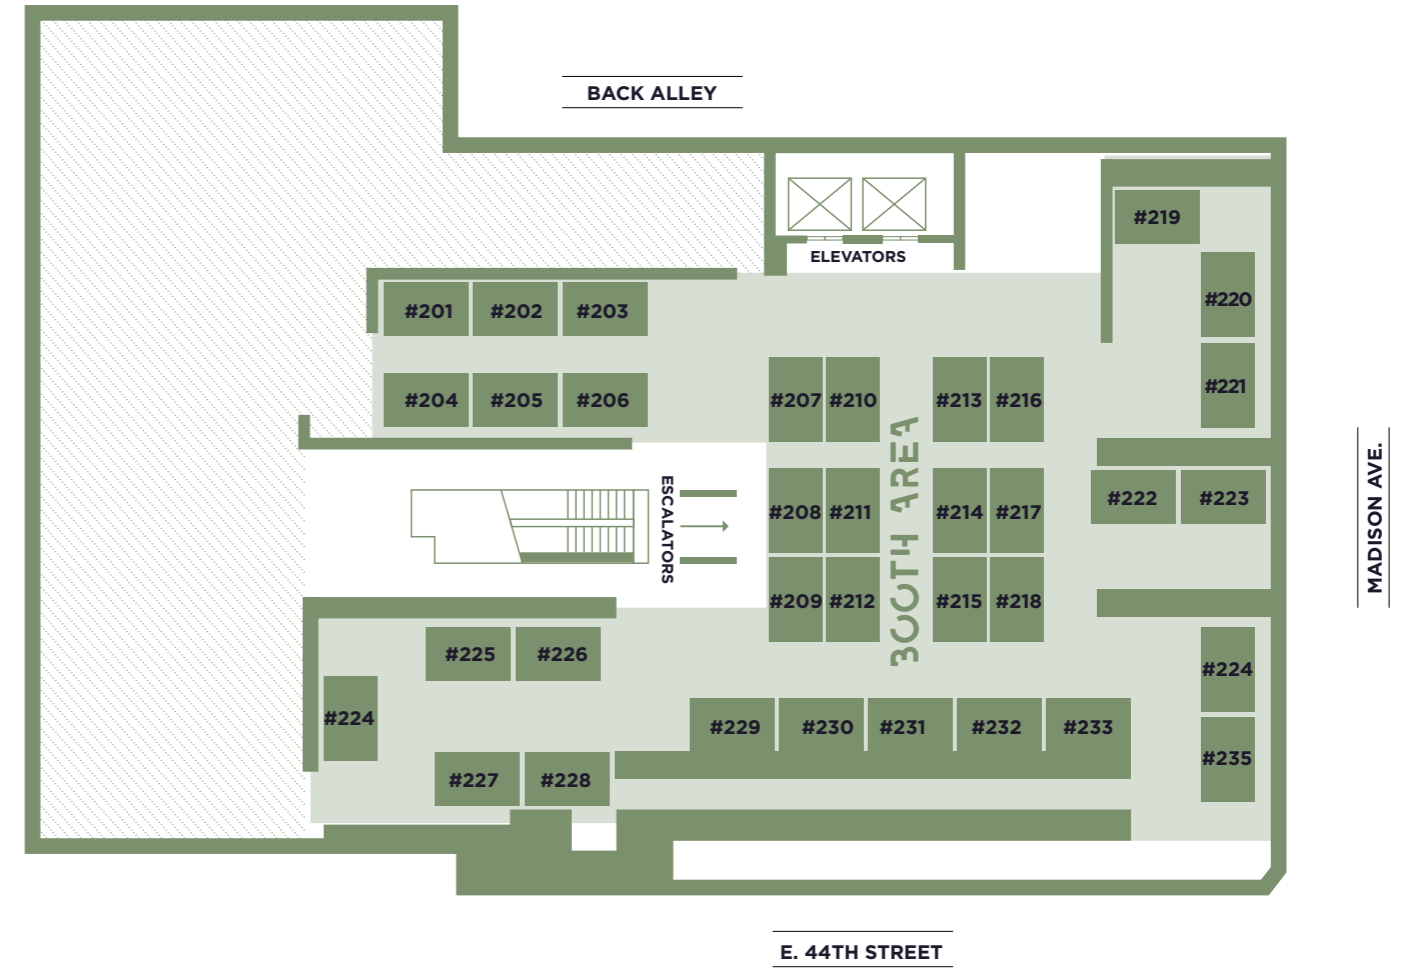 BACK ALLEY
#219
ELEVATORS
#220
#201 #202 #203
#221
#204 #205 #206
#207 #210 #213 #216
MADISON AVE.
ESCALATORS
BOOTH AREA
#222 #223
#208 #211 #214 #217
#209 #212 #215 #218
#225 #226
#224
#224
#229 #230 #231 #232 #233
#235
#227 #228
E. 44TH STREET